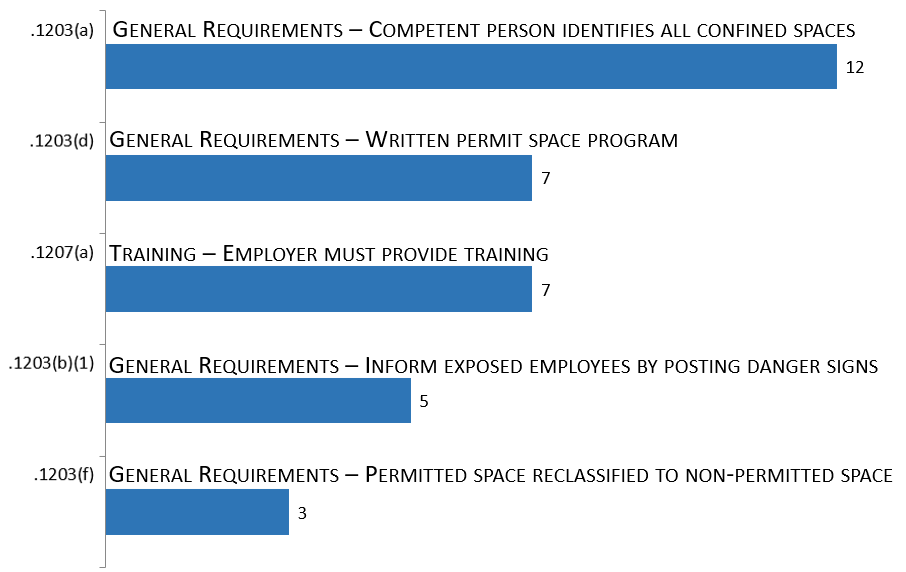 .1203(a) GENERAL REQUIREMENTS – COMPETENT PERSON IDENTIFIES ALL CONFINED SPACES
12
.1203(d) GENERAL REQUIREMENTS – WRITTEN PERMIT SPACE PROGRAM
7
.1207(a) TRAINING – EMPLOYER MUST PROVIDE TRAINING
7
.1203(b)(1) GENERAL REQUIREMENTS – INFORM EXPOSED EMPLOYEES BY POSTING DANGER SIGNS
5
.1203(f) GENERAL REQUIREMENTS – PERMITTED SPACE RECLASSIFIED TO NON-PERMITTED SPACE
3